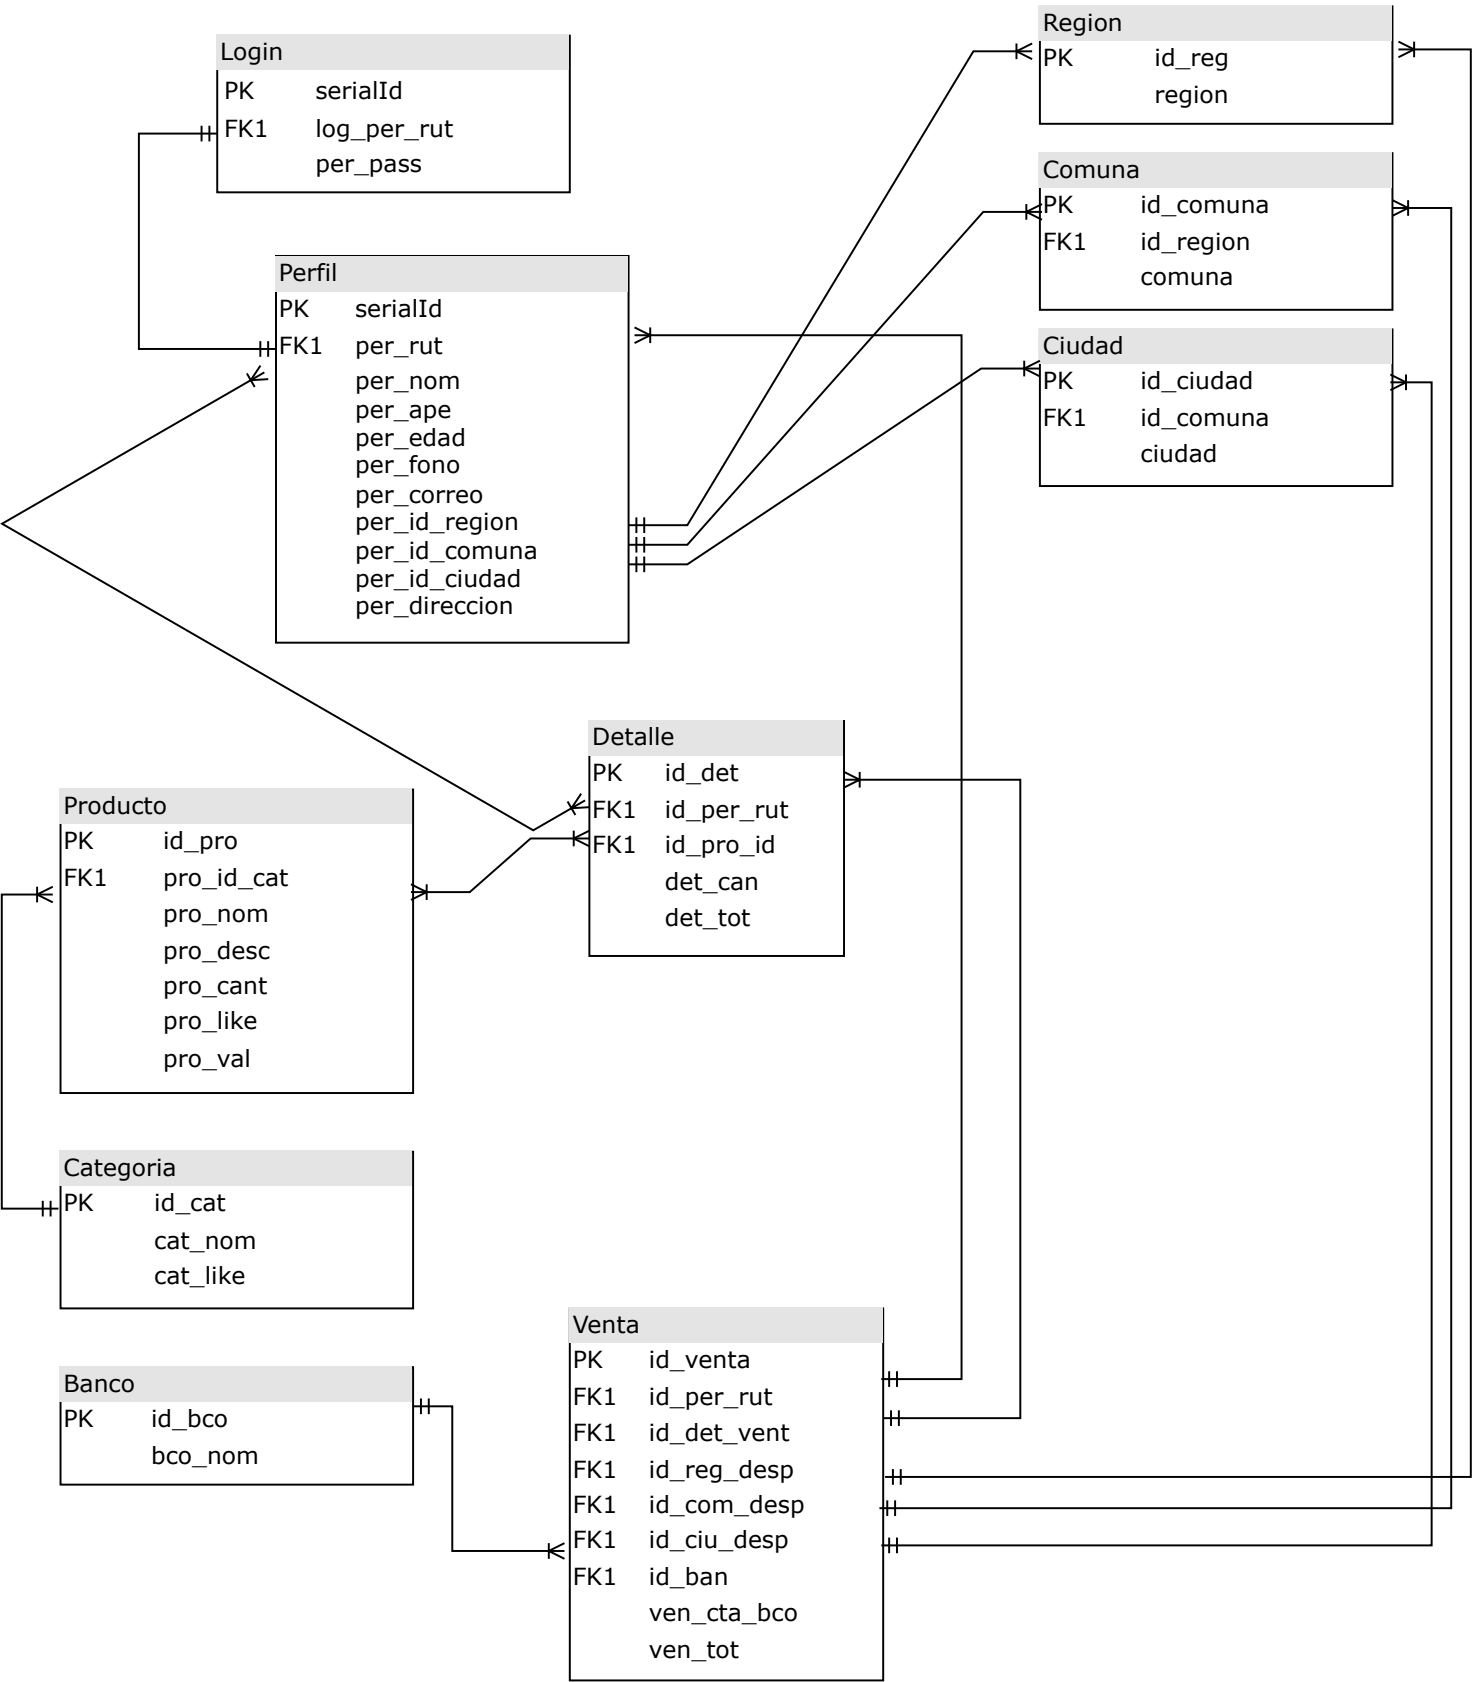 Login
PK serialId
FK1 log_per_rut
per_pass
Region
PK id_reg
region
Comuna
PK id_comuna
FK1 id_region
comuna
Perfil
PK serialId
FK1 per_rut
per_nom
per_ape
per_edad
per_fono
per_correo
per_id_region
per_id_comuna
per_id_ciudad
per_direccion
Ciudad
PK id_ciudad
FK1 id_comuna
ciudad
Detalle
PK id_det
FK1 id_per_rut
FK1 id_pro_id
det_can
det_tot
Producto
PK id_pro
FK1 pro_id_cat
pro_nom
pro_desc
pro_cant
pro_like
pro_val
Categoria
PK id_cat
cat_nom
cat_like
Banco
PK id_bco
bco_nom
Venta
PK id_venta
FK1 id_per_rut
FK1 id_det_vent
FK1 id_reg_desp
FK1 id_com_desp
FK1 id_ciu_desp
FK1 id_ban
ven_cta_bco
ven_tot